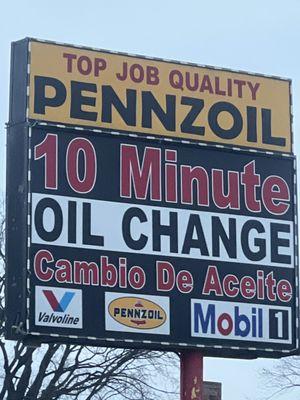 TOP JOB QUALITY
PENNZOIL
10 Minute
OIL CHANGE
Cambio De Aceite
Valvoline PENNZOIL Mobil 1